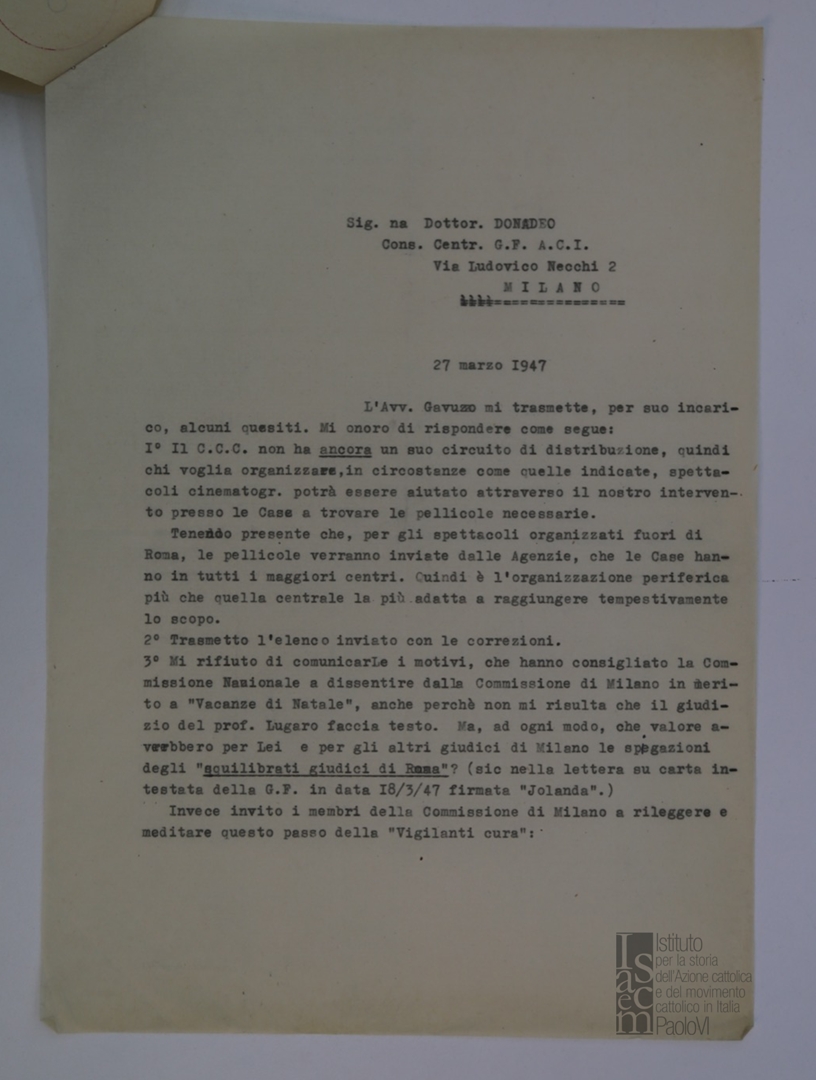 Sig. na Dottor. DONADEO
Cons. Centr. G.F. A.C.I.
Via Ludovico Necchi 2
M I L A N O
==================
27 marzo I947
L'Avv. Gavuzo mi trasmette, per suo incari-
co, alcuni quesiti. Mi onoro di rispondere come segue:
I° Il C.C.C. non ha ancora un suo circuito di distribuzione, quindi
chi voglia organizzare,in circostanze come quelle indicate, spetta-
coli cinematogr. potrà essere aiutato attraverso il nostro interven-
to presso le Case a trovare le pellicole necessarie.
Tenendo presente che, per gli spettacoli organizzati fuori di
Roma, le pellicole verranno inviate dalle Agenzie, che le Case han-
no in tutti i maggiori centri. Quindi è l'organizzazione periferica
più che quella centrale la più adatta a raggiungere tempestivamente
lo scopo.
2° Trasmetto l'elenco inviato con le correzioni.
3° Mi rifiuto di comunicarLe i motivi, che hanno consigliato la Com-
missione Nazionale a dissentire dalla Commissione di Milano in meri-
to a "Vacanze di Natale", anche perchè non mi risulta che il giudi-
zio del prof. Lugaro faccia testo. Ma, ad ogni modo, che valore a-
vrebbero per Lei e per gli altri giudici di Milano le spegazioni
degli "squilibrati giudici di Roma"? (sic nella lettera su carta in-
testata della G.F. in data I8/3/47 firmata "Jolanda".)
Invece invito i membri della Commissione di Milano a rileggere e
meditare questo passo della "Vigilanti cura":
Isacem
Istituto
per la storia
dell'Azione cattolica
e del movimento
cattolico in Italia
PaoloVI